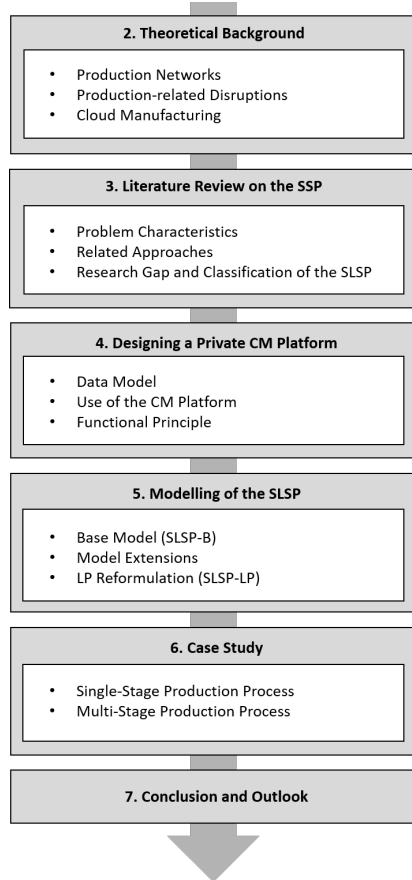 2. Theoretical Background
• Production Networks
• Production-related Disruptions
• Cloud Manufacturing
3. Literature Review on the SSP
• Problem Characteristics
• Related Approaches
• Research Gap and Classification of the SLSP
4. Designing a Private CM Platform
• Data Model
• Use of the CM Platform
• Functional Principle
5. Modelling of the SLSP
• Base Model (SLSP-B)
• Model Extensions
• LP Reformulation (SLSP-LP)
6. Case Study
• Single-Stage Production Process
• Multi-Stage Production Process
7. Conclusion and Outlook